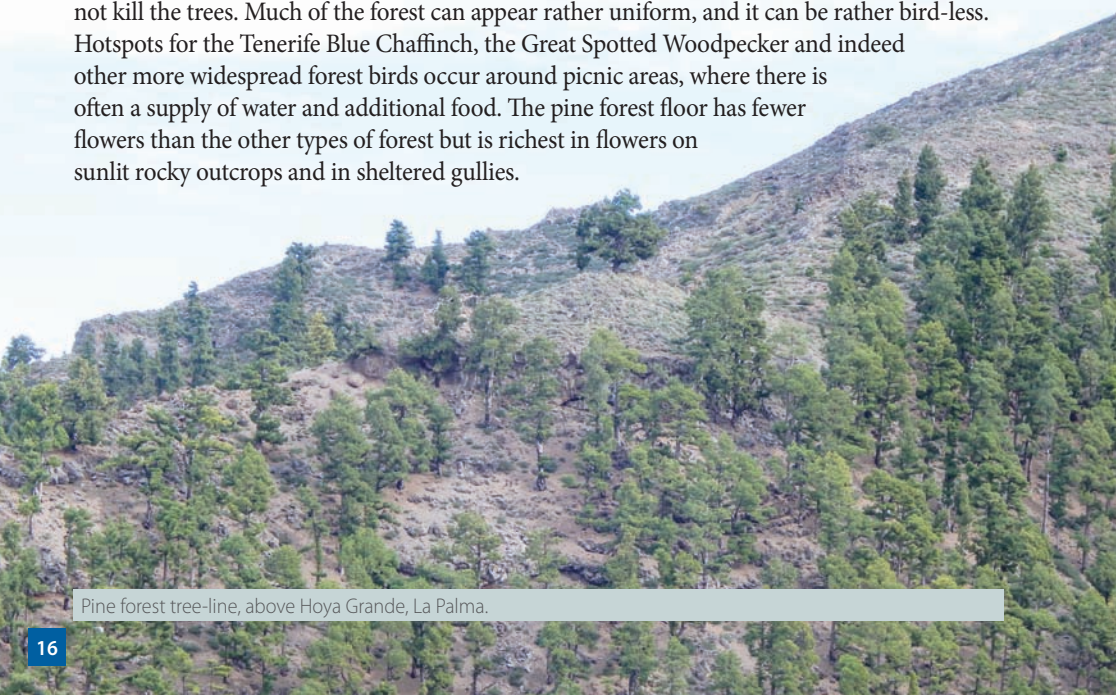 not kill the trees. Much of the forest can appear rather uniform, and it can be rather bird-less.
Hotspots for the Tenerife Blue Chaffinch, the Great Spotted Woodpecker and indeed
other more widespread forest birds occur around picnic areas, where there is
often a supply of water and additional food. The pine forest floor has fewer
flowers than the other types of forest but is richest in flowers on
sunlit rocky outcrops and in sheltered gullies.
Pine forest tree-line, above Hoya Grande, La Palma.
16